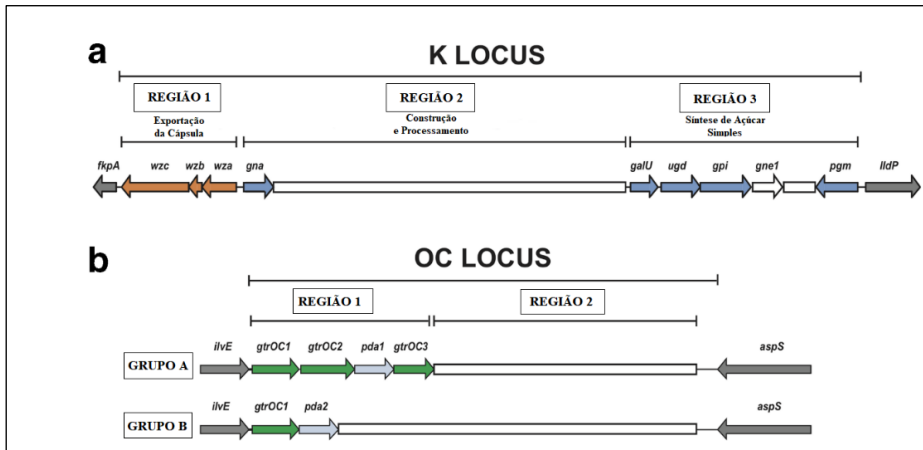 a
K LOCUS
REGIÃO 1
REGIÃO 2
REGIÃO 3
Exportação
da Cápsula
Construção
e Processamento
Síntese de Açúcar
Simples
fkpA wzc wzb wza gna galU ugd gpi gne1 pgm lldP
b
OC LOCUS
REGIÃO 1
REGIÃO 2
ilvE gtrOC1 gtrOC2 pda1 gtrOC3 aspS
GRUPO A
ilvE gtrOC1 pda2 aspS
GRUPO B